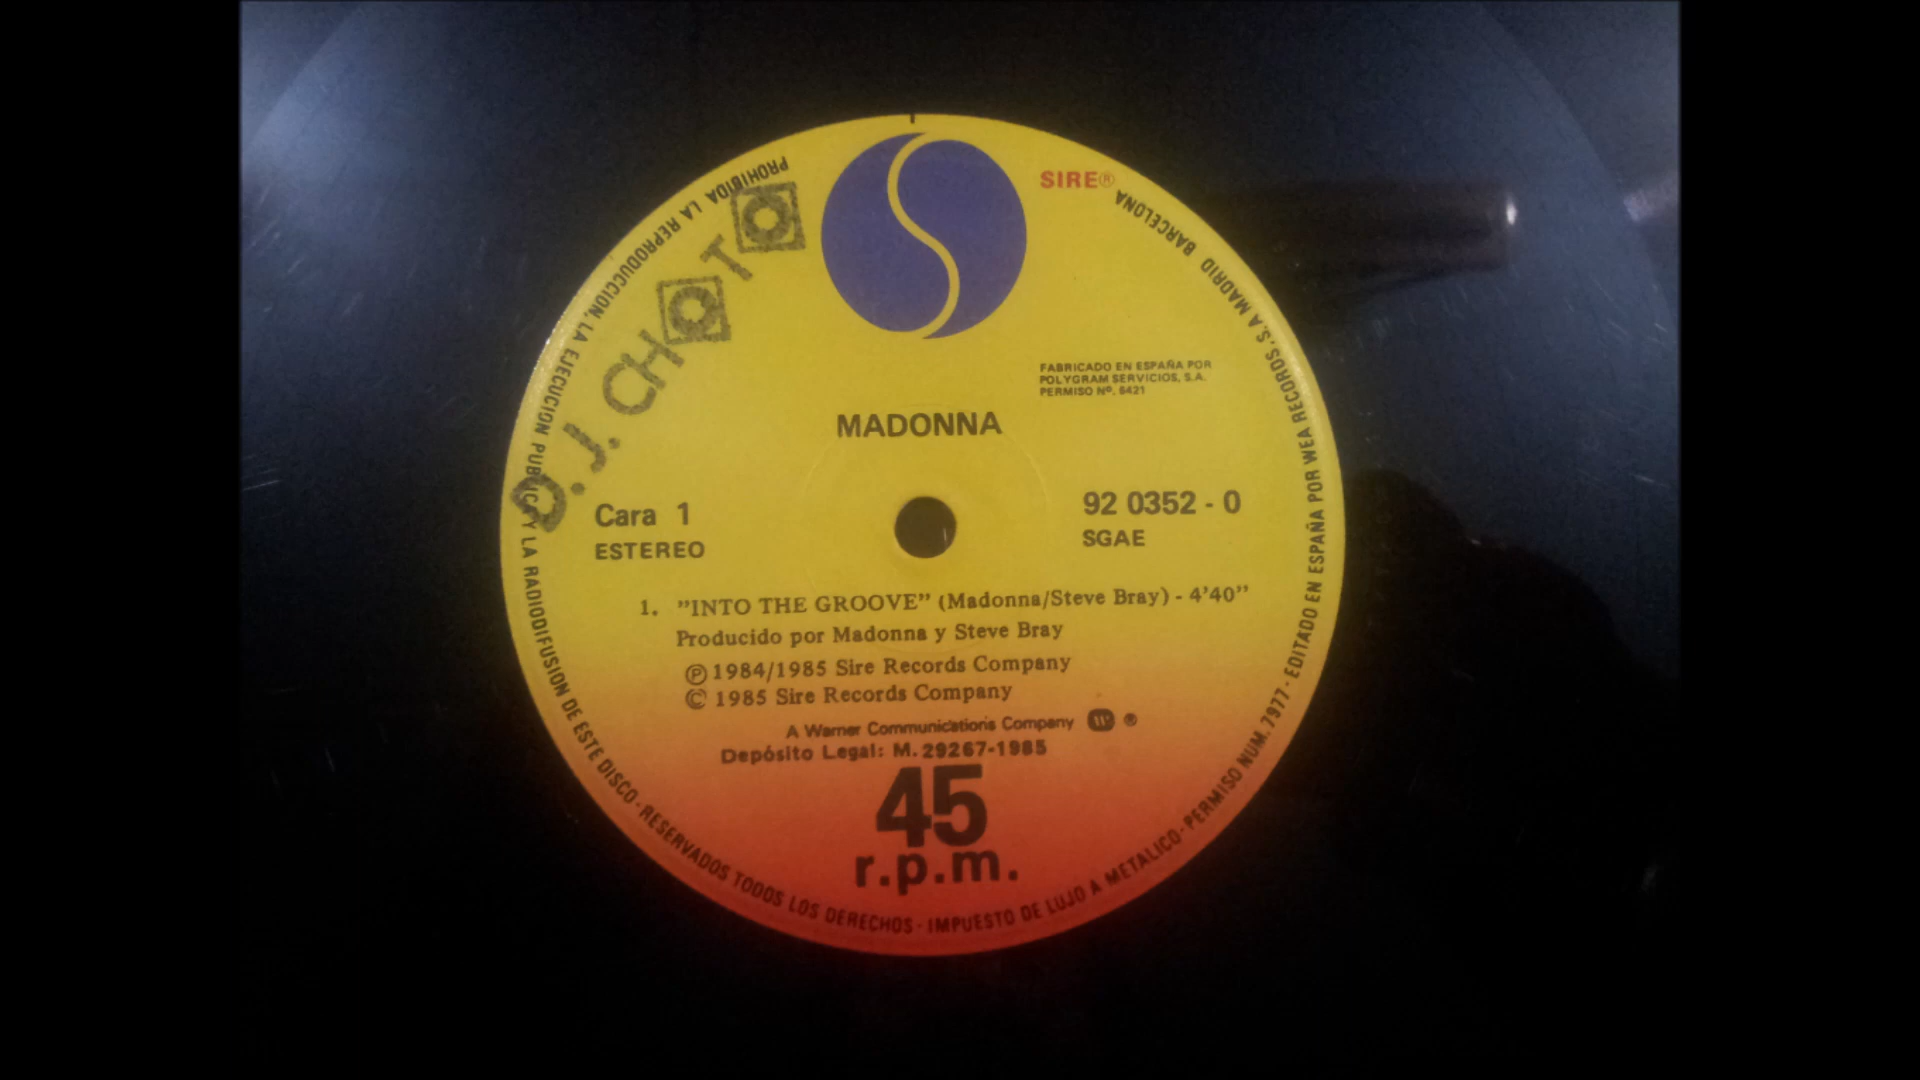 SIRE®
D.J. CHOTO
FABRICADO EN ESPAÑA POR
POLYGRAM SERVICIOS, S.A.
PERMISO Nº. 6421
MADONNA
Cara 1
ESTEREO
92 0352 - 0
SGAE
1. ”INTO THE GROOVE” (Madonna/Steve Bray) - 4’40”
Producido por Madonna y Steve Bray
Ⓟ 1984/1985 Sire Records Company
© 1985 Sire Records Company
A Warner Communications Company ®
Depósito Legal: M. 29267-1985
45
r.p.m.
PROHIBIDA LA REPRODUCCION, LA EJECUCION PUBLICA Y LA RADIODIFUSION DE ESTE DISCO · RESERVADOS TODOS LOS DERECHOS · IMPUESTO DE LUJO A METALICO · PERMISO NUM. 7977 · EDITADO EN ESPAÑA POR WEA RECORDS, S.A. MADRID BARCELONA